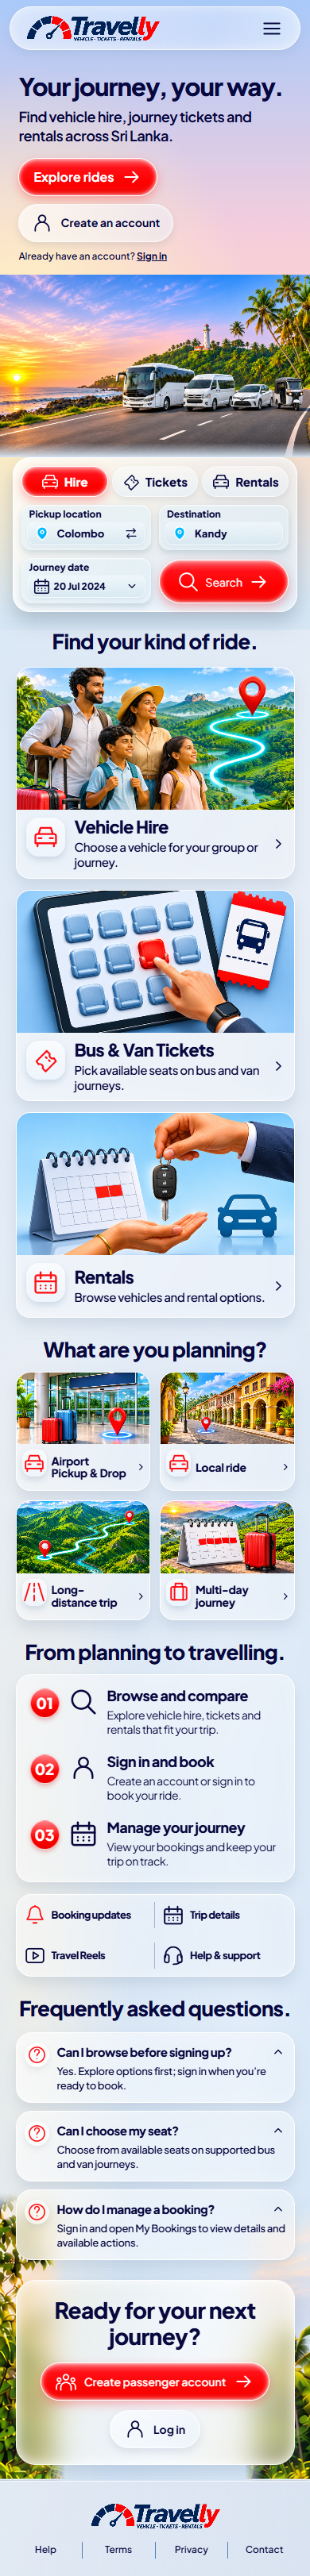 Travelly
VEHICLE • TICKETS • RENTALS
Your journey, your way.
Find vehicle hire, journey tickets and
rentals across Sri Lanka.
Explore rides
Create an account
Already have an account? Sign in
Hire
Tickets
Rentals
Pickup location
Colombo
Destination
Kandy
Journey date
20 Jul 2024
Search
Find your kind of ride.
Vehicle Hire
Choose a vehicle for your group or
journey.
Bus & Van Tickets
Pick available seats on bus and van
journeys.
Rentals
Browse vehicles and rental options.
What are you planning?
Airport
Pickup & Drop
Local ride
Long-
distance trip
Multi-day
journey
From planning to travelling.
01
Browse and compare
Explore vehicle hire, tickets and
rentals that fit your trip.
02
Sign in and book
Create an account or sign in to
book your ride.
03
Manage your journey
View your bookings and keep your
trip on track.
Booking updates
Trip details
Travel Reels
Help & support
Frequently asked questions.
Can I browse before signing up?
Yes. Explore options first; sign in when you're
ready to book.
Can I choose my seat?
Choose from available seats on supported bus
and van journeys.
How do I manage a booking?
Sign in and open My Bookings to view details and
available actions.
Ready for your next
journey?
Create passenger account
Log in
Travelly
VEHICLE • TICKETS • RENTALS
Help
Terms
Privacy
Contact